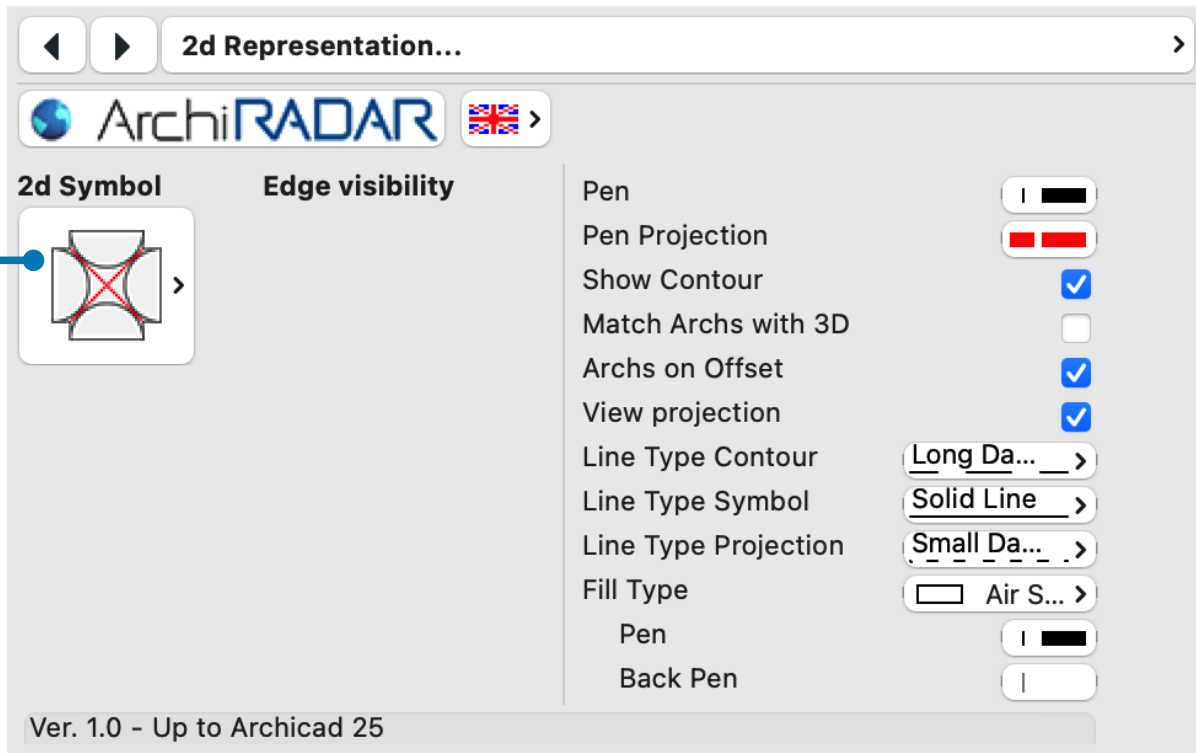 2d Representation...
ArchiRADAR
2d Symbol
Edge visibility
Pen
Pen Projection
Show Contour
Match Archs with 3D
Archs on Offset
View projection
Line Type Contour Long Da...
Line Type Symbol Solid Line
Line Type Projection Small Da...
Fill Type Air S...
Pen
Back Pen
Ver. 1.0 - Up to Archicad 25